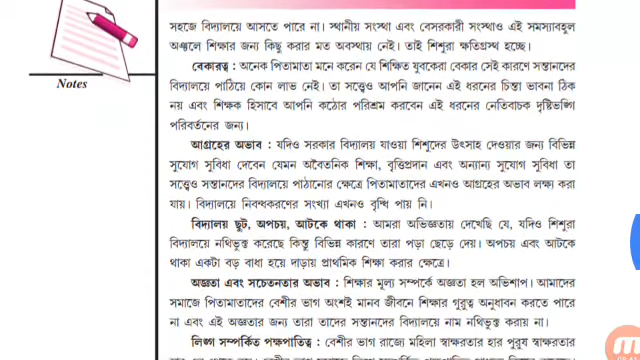 সহজে বিদ্যালয়ে আসতে পারে না। স্থানীয় সংস্থা এবং বেসরকারী সংস্থাও এই সমস্যাবহুল
অঞ্চলে শিক্ষার জন্য কিছু করার মত অবস্থায় নেই। তাই শিশুরা ক্ষতিগ্রস্থ হচ্ছে।
বেকারত্ব : অনেক পিতামাতা মনে করেন যে শিক্ষিত যুবকেরা বেকার সেই কারণে সন্তানদের
Notes
বিদ্যালয়ে পাঠিয়ে কোন লাভ নেই। তা সত্ত্বেও আপনি জানেন এই ধরনের চিন্তা ভাবনা ঠিক
নয় এবং শিক্ষক হিসাবে আপনি কঠোর পরিশ্রম করবেন এই ধরনের নেতিবাচক দৃষ্টিভঙ্গি
পরিবর্তনের জন্য।
আগ্রহের অভাব : যদিও সরকার বিদ্যালয় যাওয়া শিশুদের উৎসাহ দেওয়ার জন্য বিভিন্ন
সুযোগ সুবিধা দেবেন যেমন অবৈতনিক শিক্ষা, বৃত্তিপ্রদান এবং অন্যান্য সুযোগ সুবিধা তা
সত্ত্বেও সন্তানদের বিদ্যালয়ে পাঠানোর ক্ষেত্রে পিতামাতাদের এখনও আগ্রহের অভাব লক্ষ্য করা
যায়। বিদ্যালয়ে নিবন্ধকরণের সংখ্যা এখনও বৃদ্ধি পায় নি।
বিদ্যালয় ছুট, অপচয়, আটকে থাকা : আমরা অভিজ্ঞতায় দেখেছি যে, যদিও শিশুরা
বিদ্যালয়ে নথিভুক্ত করেছে কিন্তু বিভিন্ন কারণে তারা পড়া ছেড়ে দেয়। অপচয় এবং আটকে
থাকা একটা বড় বাধা হয়ে দাড়ায় প্রাথমিক শিক্ষা করার ক্ষেত্রে।
অজ্ঞতা এবং সচেতনতার অভাব : শিক্ষার মূল্য সম্পর্কে অজ্ঞতা হল অভিশাপ। আমাদের
সমাজে পিতামাতাদের বেশীর ভাগ অংশই মানব জীবনে শিক্ষার গুরুত্ব অনুধাবন করতে পারে
না এবং এই অজ্ঞতার জন্য তারা তাদের সন্তানদের বিদ্যালয়ে নাম নথিভুক্ত করায় না।
লিঙ্গ সম্পর্কিত পক্ষপাতিত্ব : বেশীর ভাগ রাজ্যে মহিলা স্বাক্ষরতার হার পুরুষ স্বাক্ষরতার